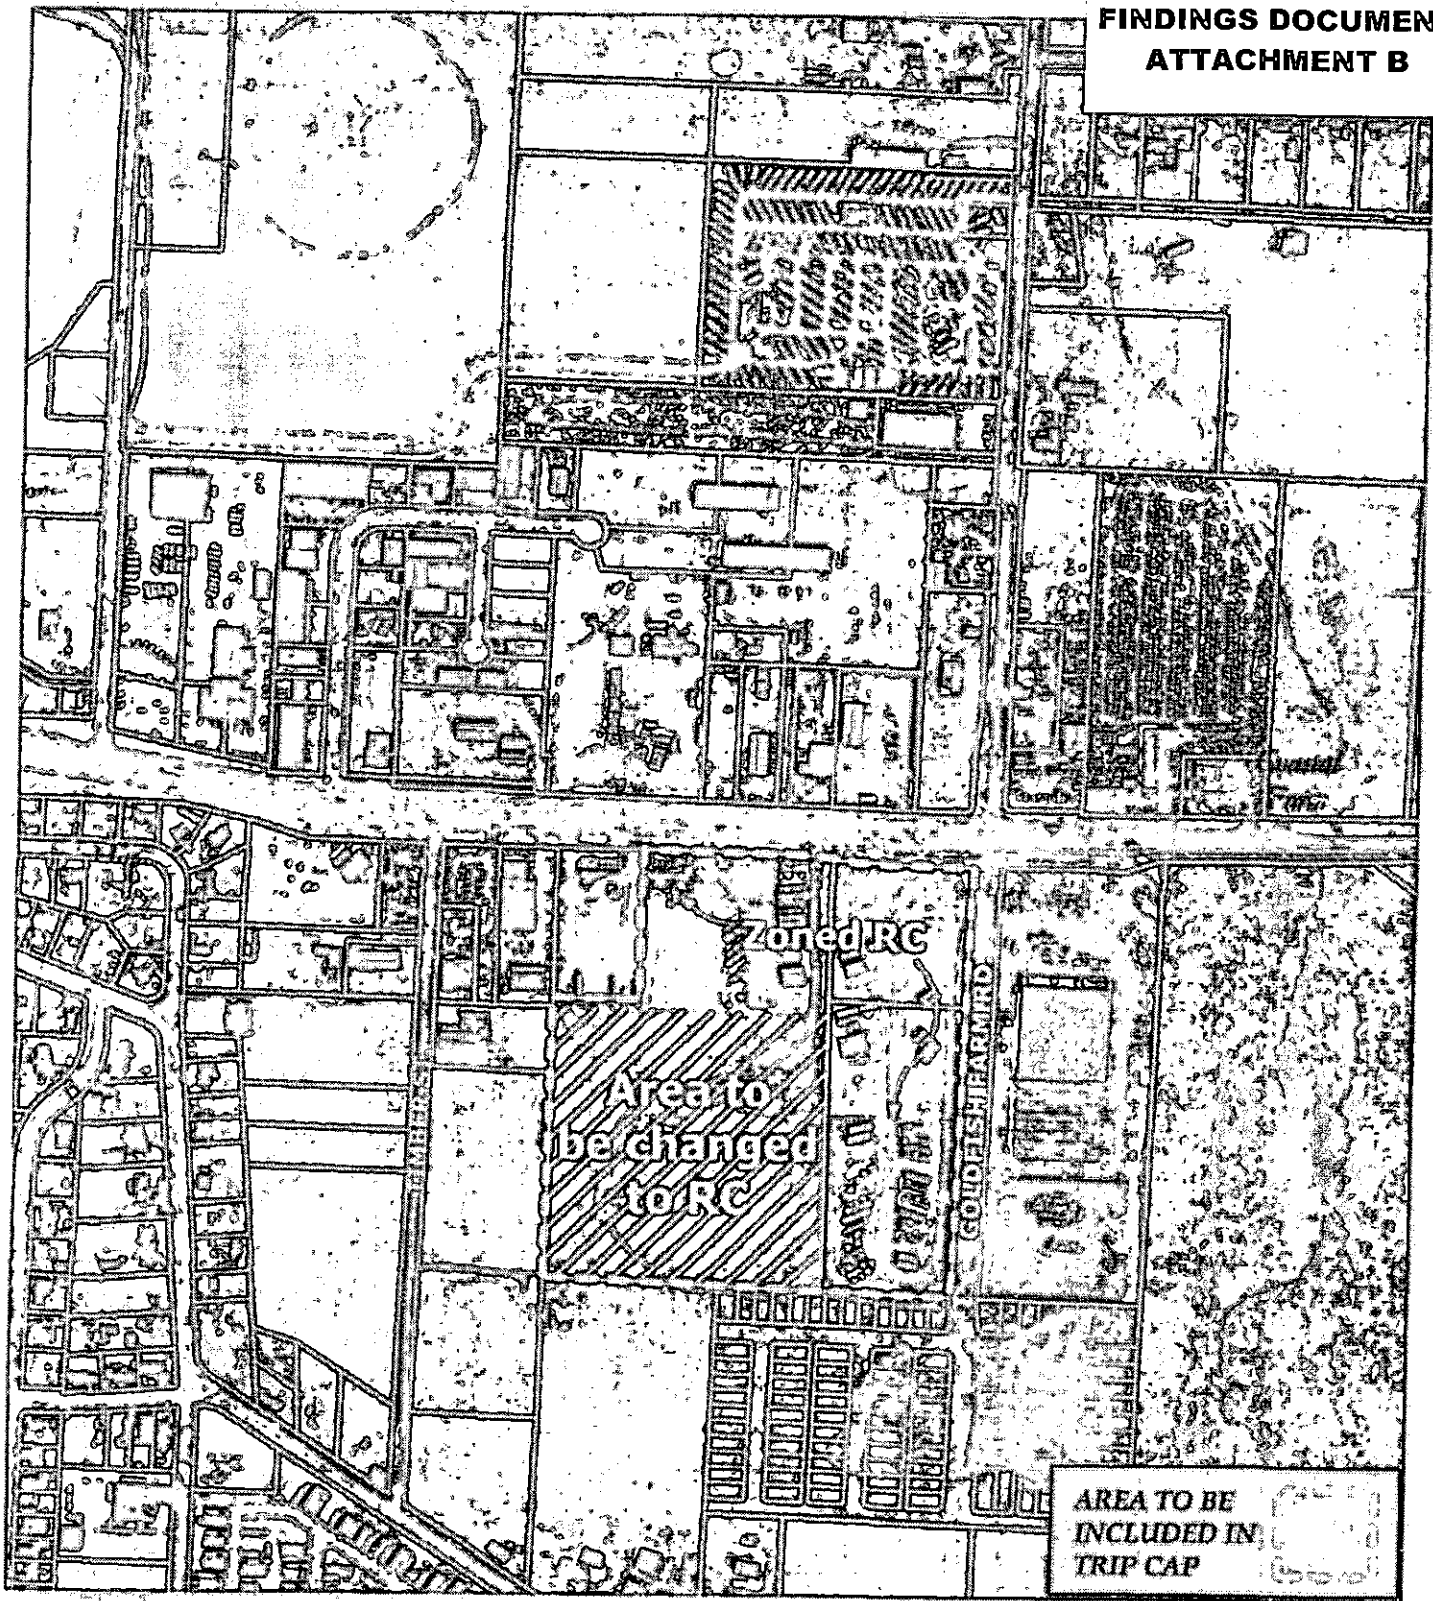 FINDINGS DOCUMEN
ATTACHMENT B
Zoned RC
GOLDFISH FARM RD
Area to
be changed
to RC
AREA TO BE
INCLUDED IN
TRIP CAP